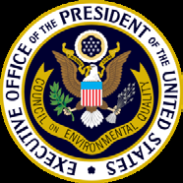 EXECUTIVE OFFICE OF THE PRESIDENT OF THE UNITED STATES
COUNCIL ON ENVIRONMENTAL QUALITY